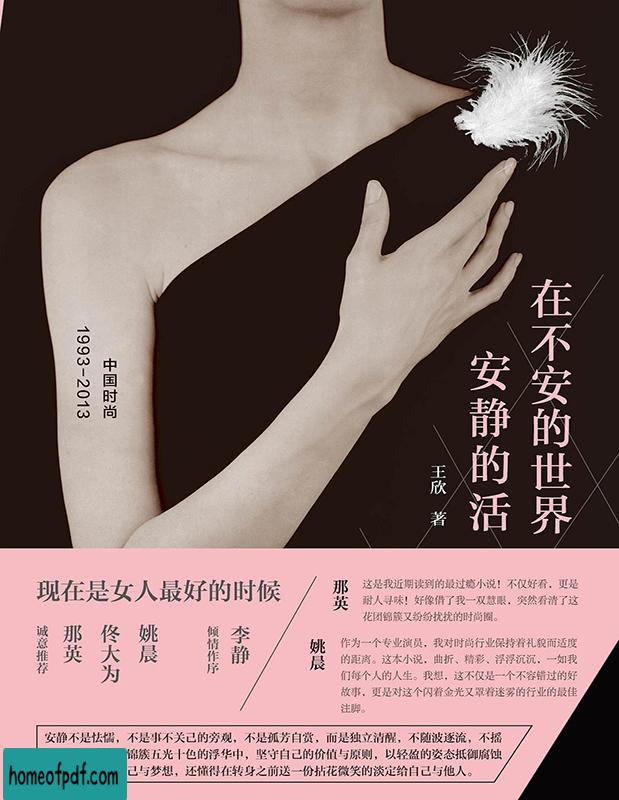 在不安的世界
安静的活
王欣 著
中国时尚
1993-2013
现在是女人最好的时候
李静
倾情作序
姚晨
佟大为
那英
诚意推荐
那英
这是我近期读到的最过瘾小说！不仅好看，更是
耐人寻味！好像借了我一双慧眼，突然看清了这
花团锦簇又纷纷扰扰的时尚圈。
姚晨
作为一个专业演员，我对时尚行业保持着礼貌而适度
的距离。这本小说，曲折、精彩、浮浮沉沉，一如我
们每个人的人生。我想，这不仅是一个不容错过的好
故事，更是对这个闪着金光又罩着迷雾的行业的最佳
注脚。
安静不是怯懦，不是事不关己的旁观，不是孤芳自赏，而是独立清醒，不随波逐流，不摇
锦簇五光十色的浮华中，坚守自己的价值与原则，以轻盈的姿态抵御腐蚀
己与梦想，还懂得在转身之前送一份拈花微笑的淡定给自己与他人。
homeofpdf.com